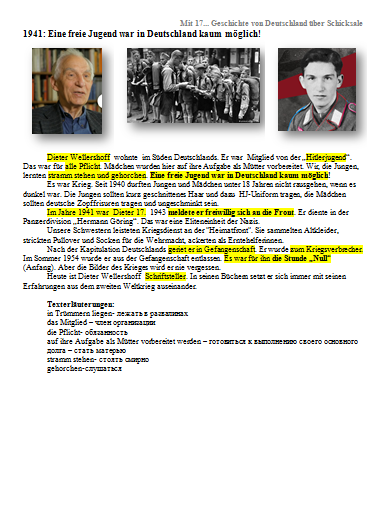 Mit 17... Geschichte von Deutschland über Schicksale
1941: Eine freie Jugend war in Deutschland kaum möglich!
Dieter Wellershoff wohnte im Süden Deutschlands. Er war Mitglied von der „Hitlerjugend“.
Das war für alle Pflicht. Mädchen wurden hier auf ihre Aufgabe als Mütter vorbereitet. Wir, die Jungen,
lernten stramm stehen und gehorchen. Eine freie Jugend war in Deutschland kaum möglich!
Es war Krieg. Seit 1940 durften Jungen und Mädchen unter 18 Jahren nicht rausgehen, wenn es
dunkel war. Die Jungen sollten kurz geschnittenes Haar und dazu HJ-Uniform tragen, die Mädchen
sollten deutsche Zopffrisuren tragen und ungeschminkt sein.
Im Jahre 1941 war Dieter 17, 1943 meldete er freiwillig sich an die Front. Er diente in der
Panzerdivision „Hermann Göring“. Das war eine Eliteneinheit der Nazis.
Unsere Schwestern leisteten Kriegsdienst an der "Heimatfront". Sie sammelten Altkleider,
strickten Pullover und Socken für die Wehrmacht, ackerten als Erntehelferinnen.
Nach der Kapitulation Deutschlands geriet er in Gefangenschaft. Er wurde zum Kriegsverbrecher.
Im Sommer 1954 wurde er aus der Gefangenschaft entlassen. Es war für ihn die Stunde „Null“
(Anfang). Aber die Bilder des Krieges wird er nie vergessen.
Heute ist Dieter Wellershoff Schriftsteller. In seinen Büchern setzt er sich immer mit seinen
Erfahrungen aus dem zweiten Weltkrieg auseinander.
Texterläuterungen:
in Trümmern liegen- лежать в развалинах
das Mitglied – член организации
die Pflicht- обязанность
auf ihre Aufgabe als Mütter vorbereitet werden – готовиться к выполнению своего основного
долга – стать матерью
stramm stehen- стоять смирно
gehorchen-слушаться